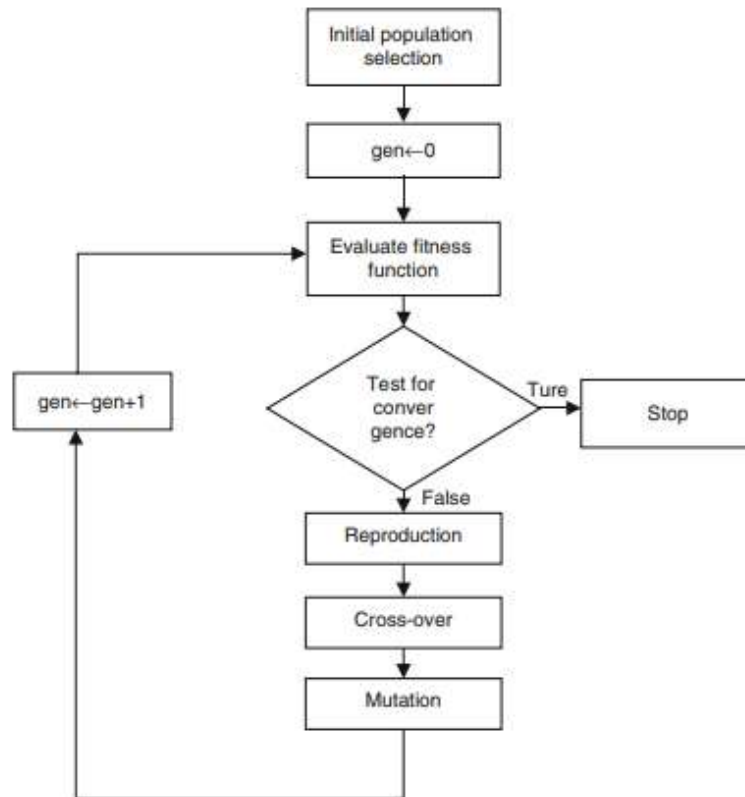 Initial population
selection
gen←0
Evaluate fitness
function
Test for
conver
gence?
Ture
Stop
gen←gen+1
False
Reproduction
Cross-over
Mutation